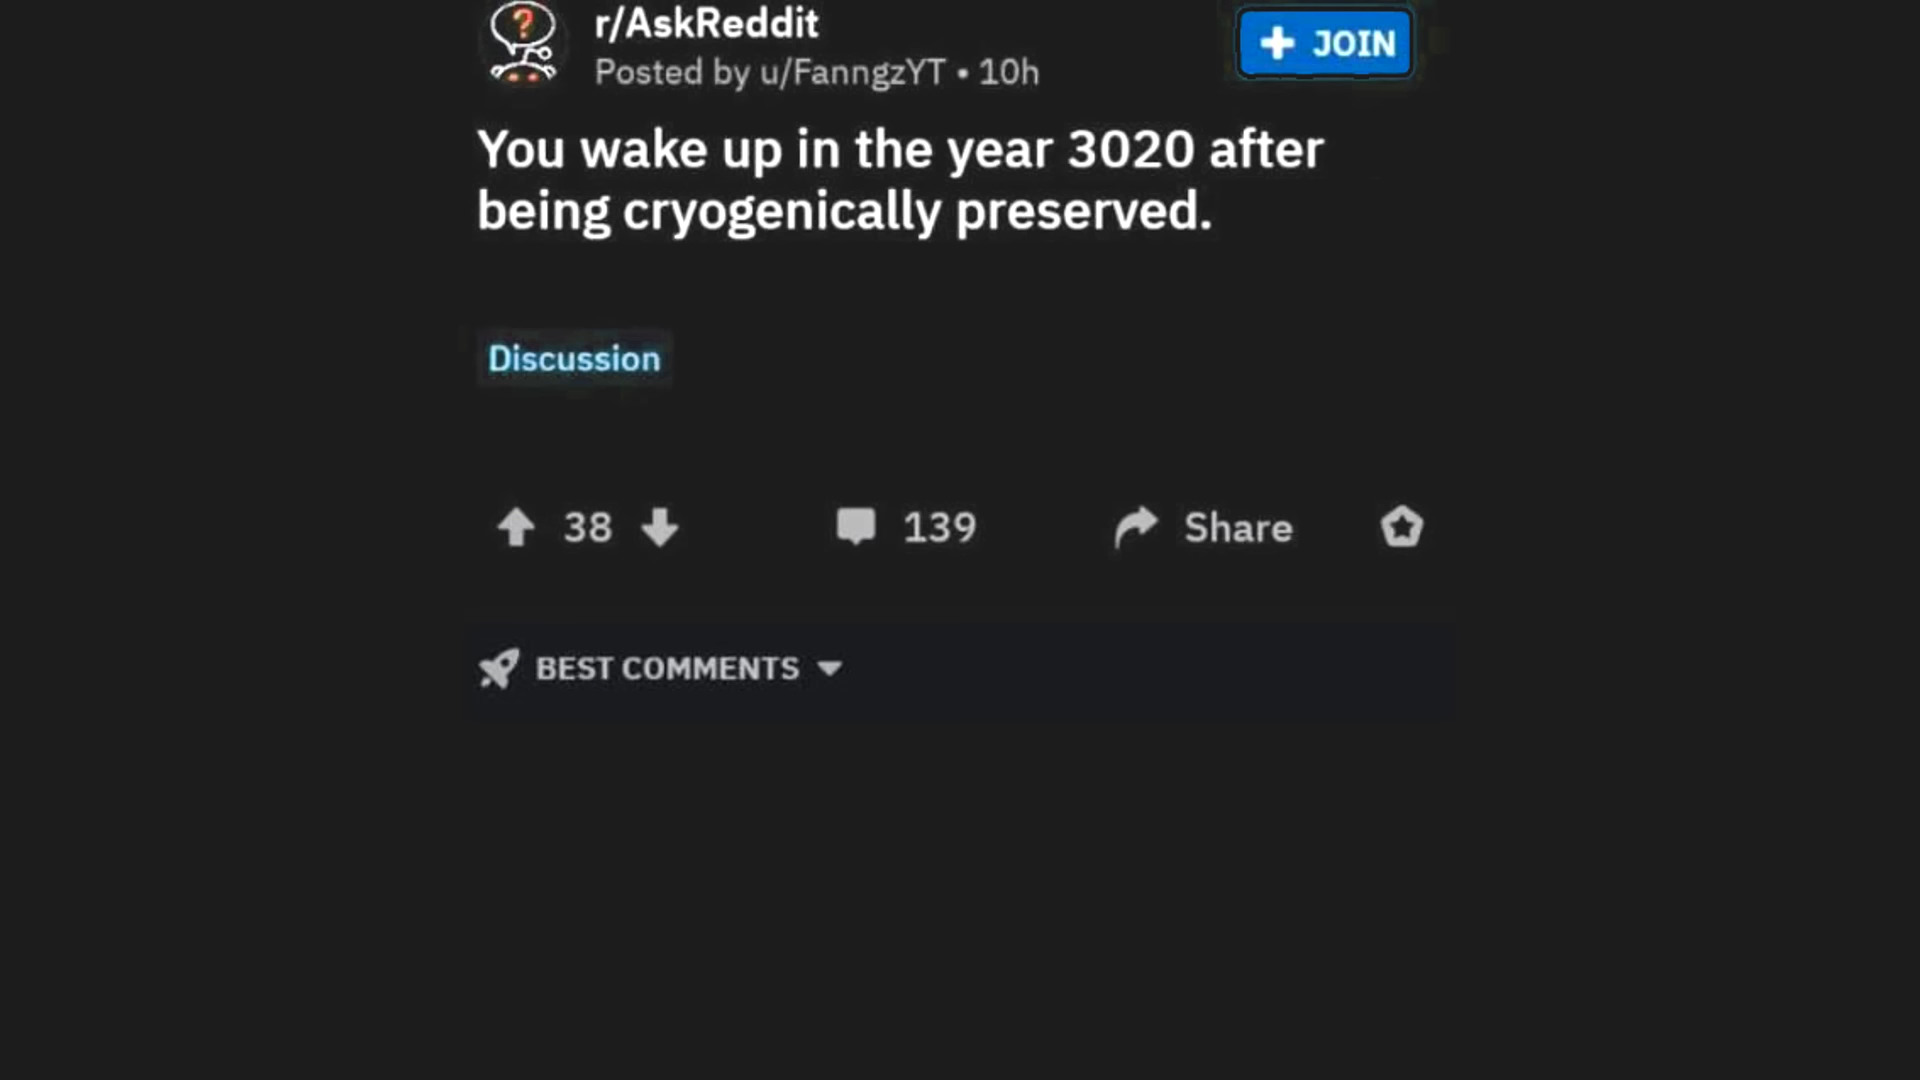 r/AskReddit
Posted by u/FanngzYT • 10h
+ JOIN
You wake up in the year 3020 after
being cryogenically preserved.
Discussion
38
139
Share
BEST COMMENTS